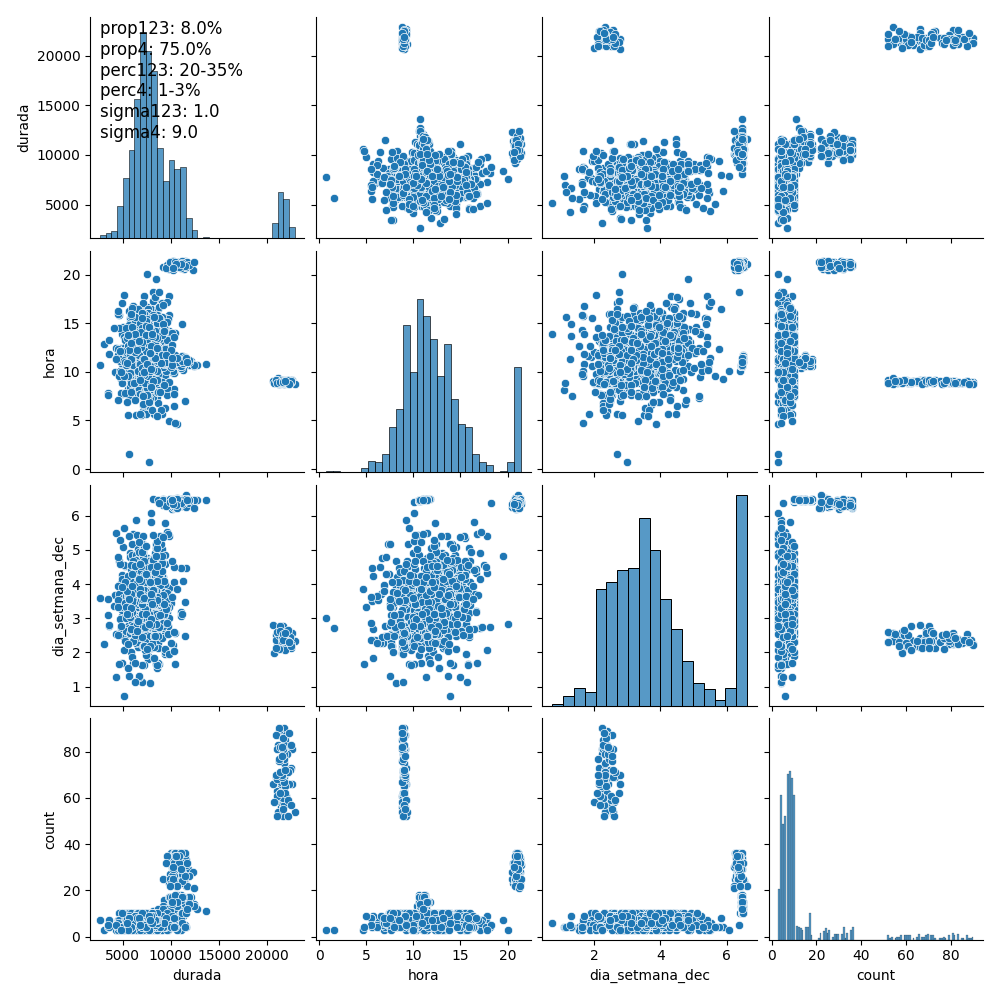 prop123: 8.0%
prop4: 75.0%
perc123: 20-35%
perc4: 1-3%
sigma123: 1.0
sigma4: 9.0
20000
15000
10000
5000
durada
20
15
10
5
0
hora
6
5
4
3
2
1
dia_setmana_dec
80
60
40
20
0
count
5000 10000 15000 20000
durada
0 5 10 15 20
hora
2 4 6
dia_setmana_dec
0 20 40 60 80
count